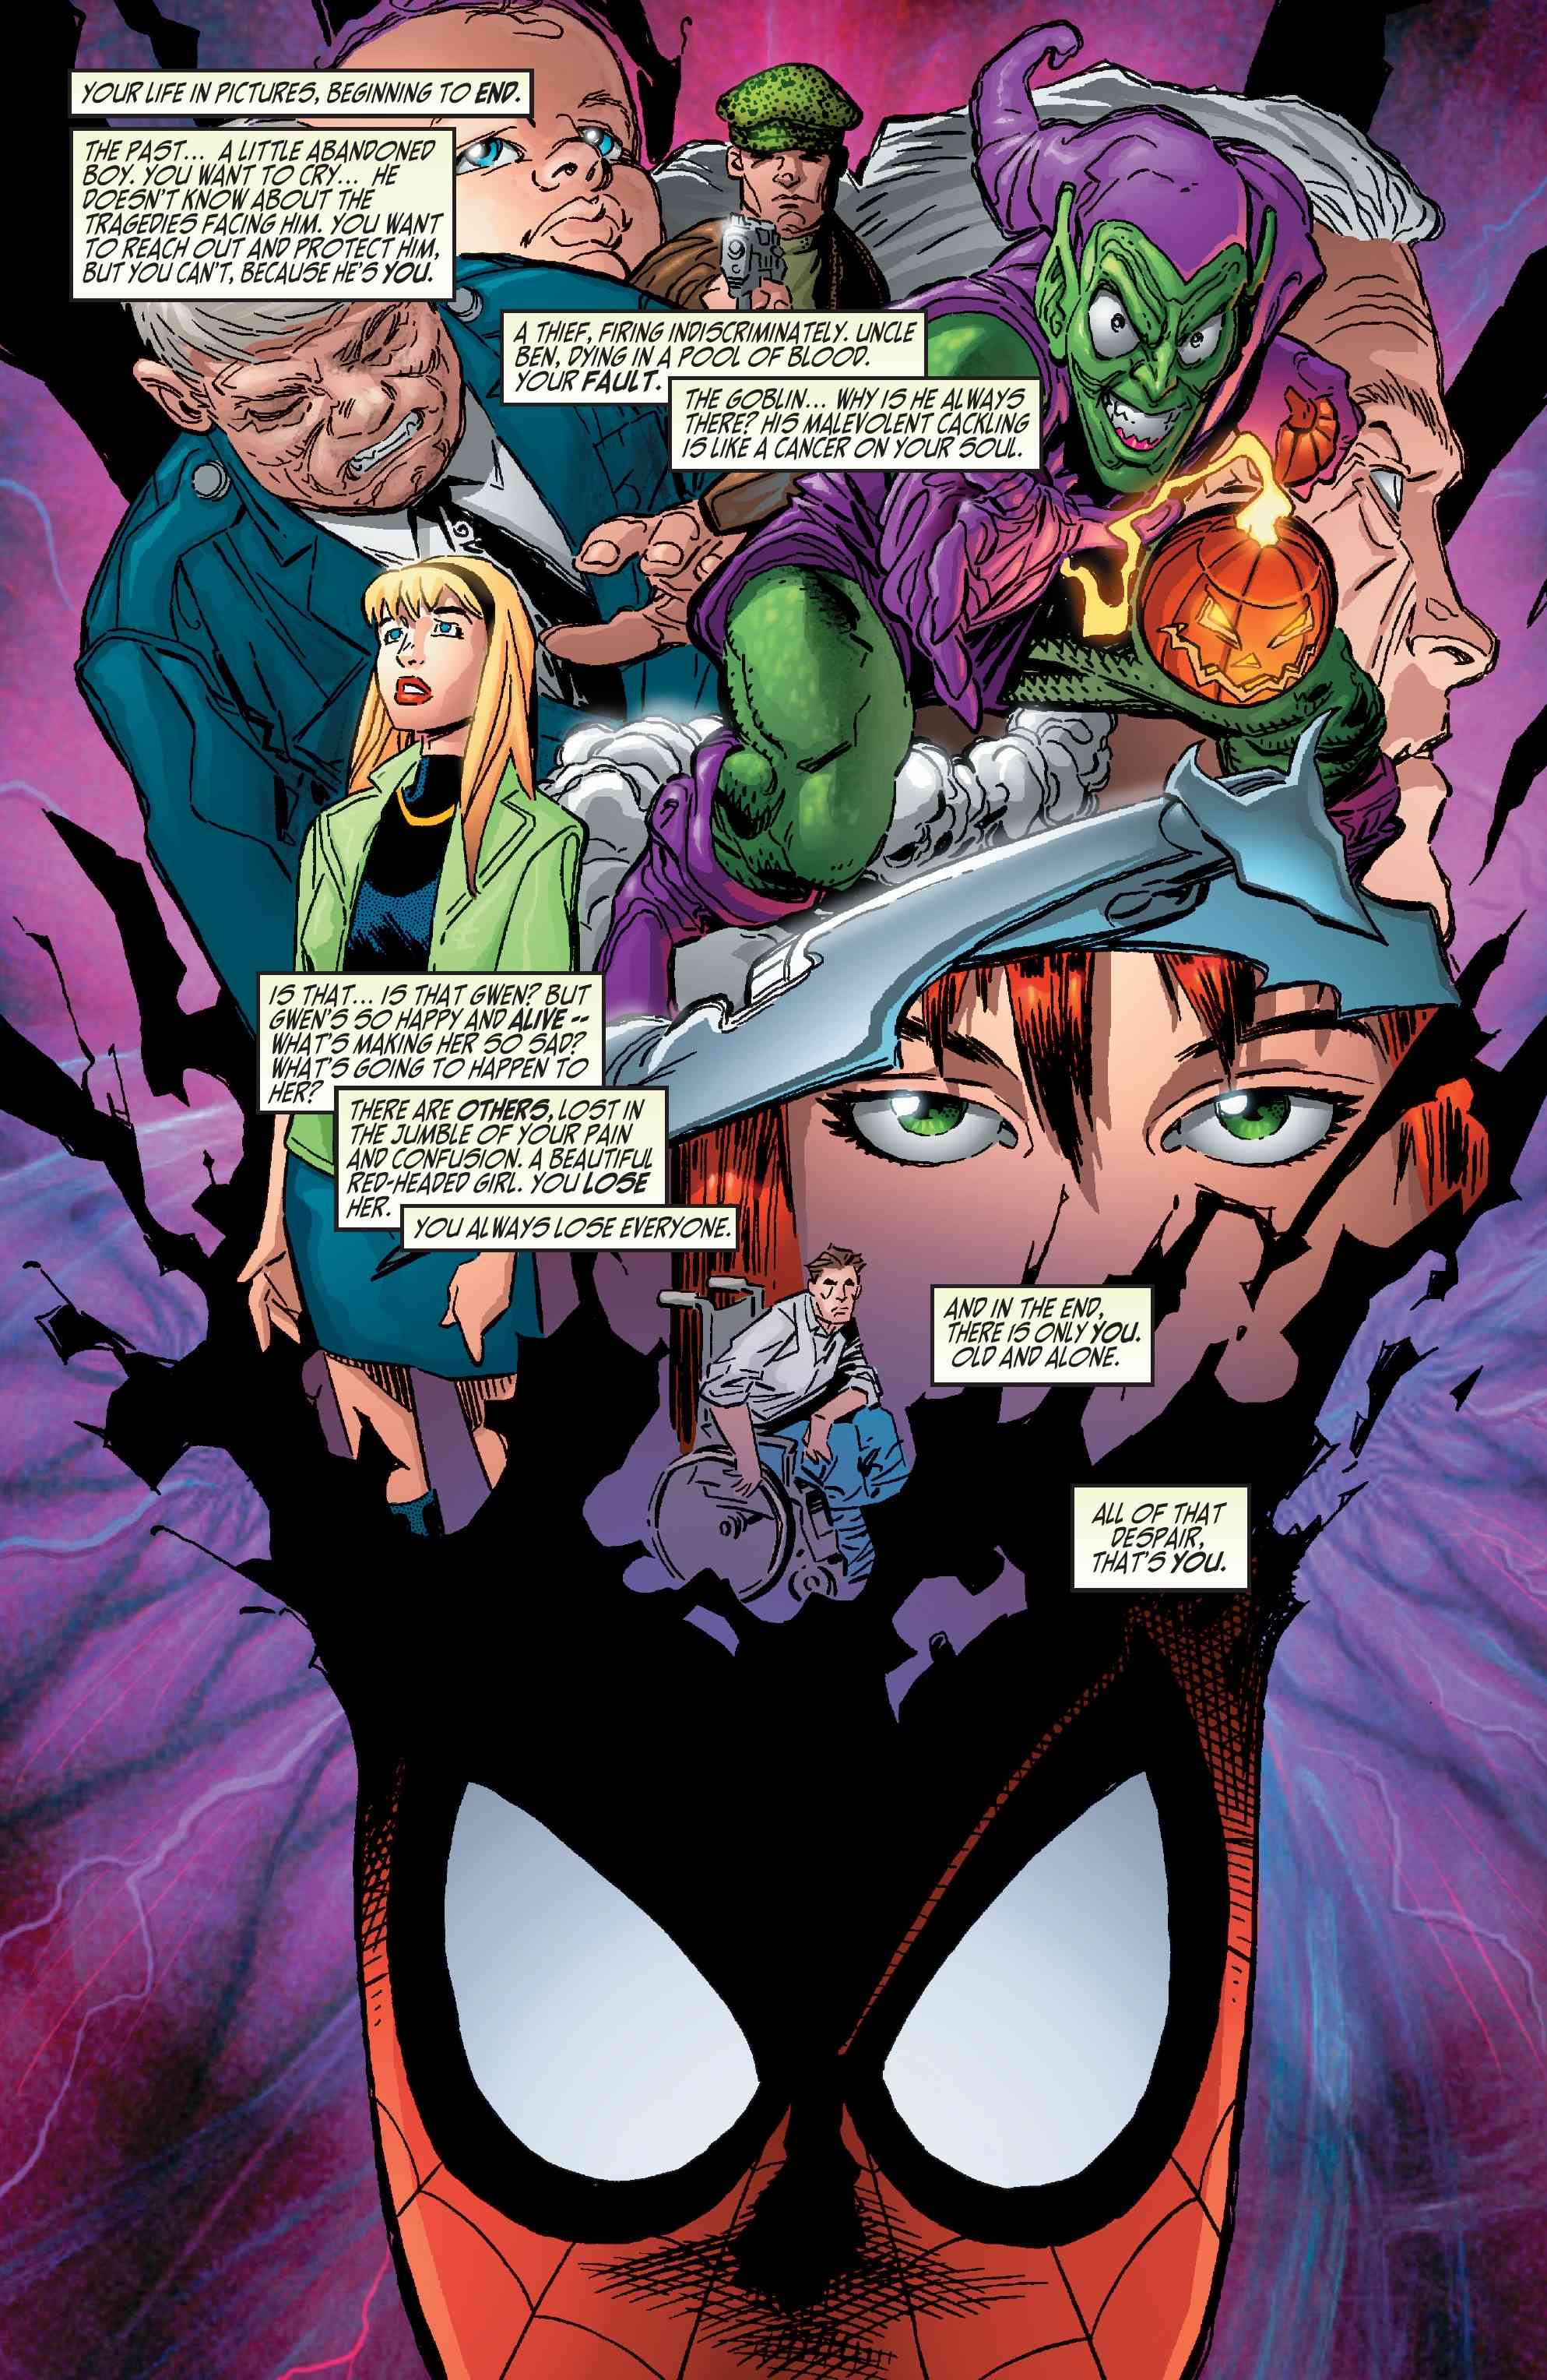 YOUR LIFE IN PICTURES, BEGINNING TO END.
THE PAST... A LITTLE ABANDONED
BOY. YOU WANT TO CRY... HE
DOESN'T KNOW ABOUT THE
TRAGEDIES FACING HIM. YOU WANT
TO REACH OUT AND PROTECT HIM,
BUT YOU CAN'T, BECAUSE HE'S YOU.
A THIEF, FIRING INDISCRIMINATELY. UNCLE
BEN, DYING IN A POOL OF BLOOD.
YOUR FAULT.
THE GOBLIN... WHY IS HE ALWAYS
THERE? HIS MALEVOLENT CACKLING
IS LIKE A CANCER ON YOUR SOUL.
IS THAT... IS THAT GWEN? BUT
GWEN'S SO HAPPY AND ALIVE --
WHAT'S MAKING HER SO SAD?
WHAT'S GOING TO HAPPEN TO
HER?
THERE ARE OTHERS, LOST IN
THE JUMBLE OF YOUR PAIN
AND CONFUSION. A BEAUTIFUL
RED-HEADED GIRL. YOU LOSE
HER.
YOU ALWAYS LOSE EVERYONE.
AND IN THE END,
THERE IS ONLY YOU.
OLD AND ALONE.
ALL OF THAT
DESPAIR,
THAT'S YOU.